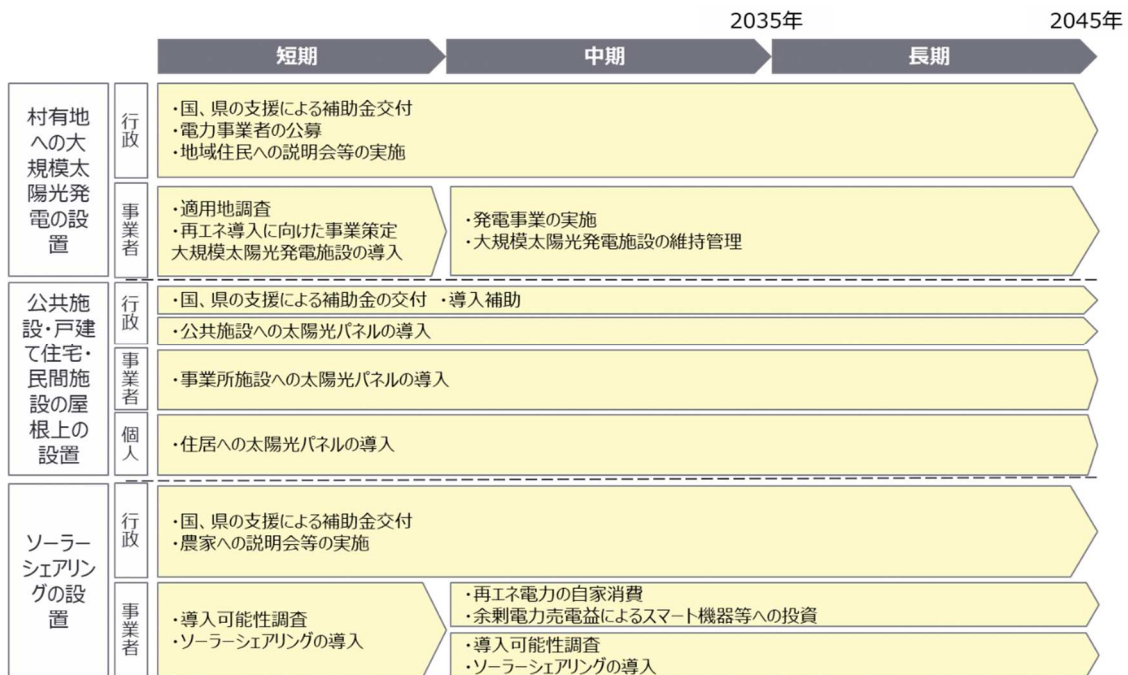 2035年
2045年
短期
中期
長期
村有地
への大
規模太
陽光発
電の設
置
行政
・国、県の支援による補助金交付
・電力事業者の公募
・地域住民への説明会等の実施
事業者
・適用地調査
・再エネ導入に向けた事業策定
大規模太陽光発電施設の導入
・発電事業の実施
・大規模太陽光発電施設の維持管理
公共施
設・戸建
て住宅・
民間施
設の屋
根上の
設置
行政
・国、県の支援による補助金の交付 ・導入補助
・公共施設への太陽光パネルの導入
事業者
・事業所施設への太陽光パネルの導入
個人
・住居への太陽光パネルの導入
ソーラー
シェアリン
グの設
置
行政
・国、県の支援による補助金交付
・農家への説明会等の実施
事業者
・導入可能性調査
・ソーラーシェアリングの導入
・再エネ電力の自家消費
・余剰電力売電益によるスマート機器等への投資
・導入可能性調査
・ソーラーシェアリングの導入